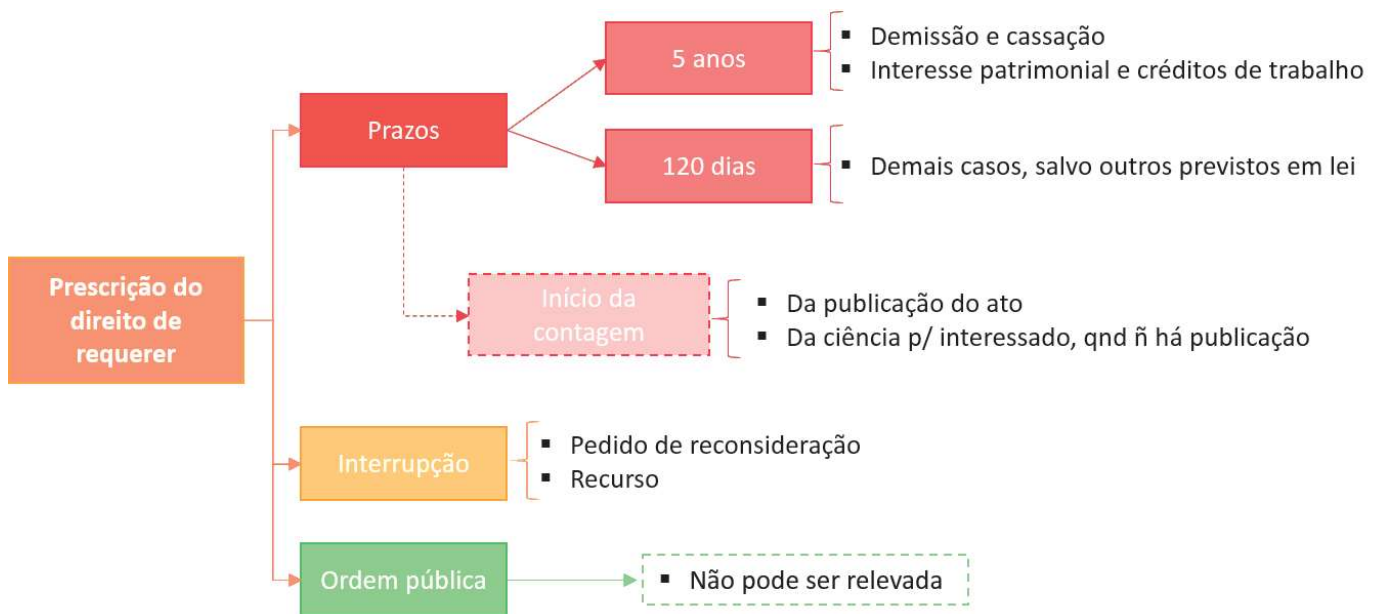 Prescrição do
direito de
requerer
Prazos
5 anos
▪ Demissão e cassação
▪ Interesse patrimonial e créditos de trabalho
120 dias
▪ Demais casos, salvo outros previstos em lei
Início da
contagem
▪ Da publicação do ato
▪ Da ciência p/ interessado, qnd ñ há publicação
Interrupção
▪ Pedido de reconsideração
▪ Recurso
Ordem pública
▪ Não pode ser relevada